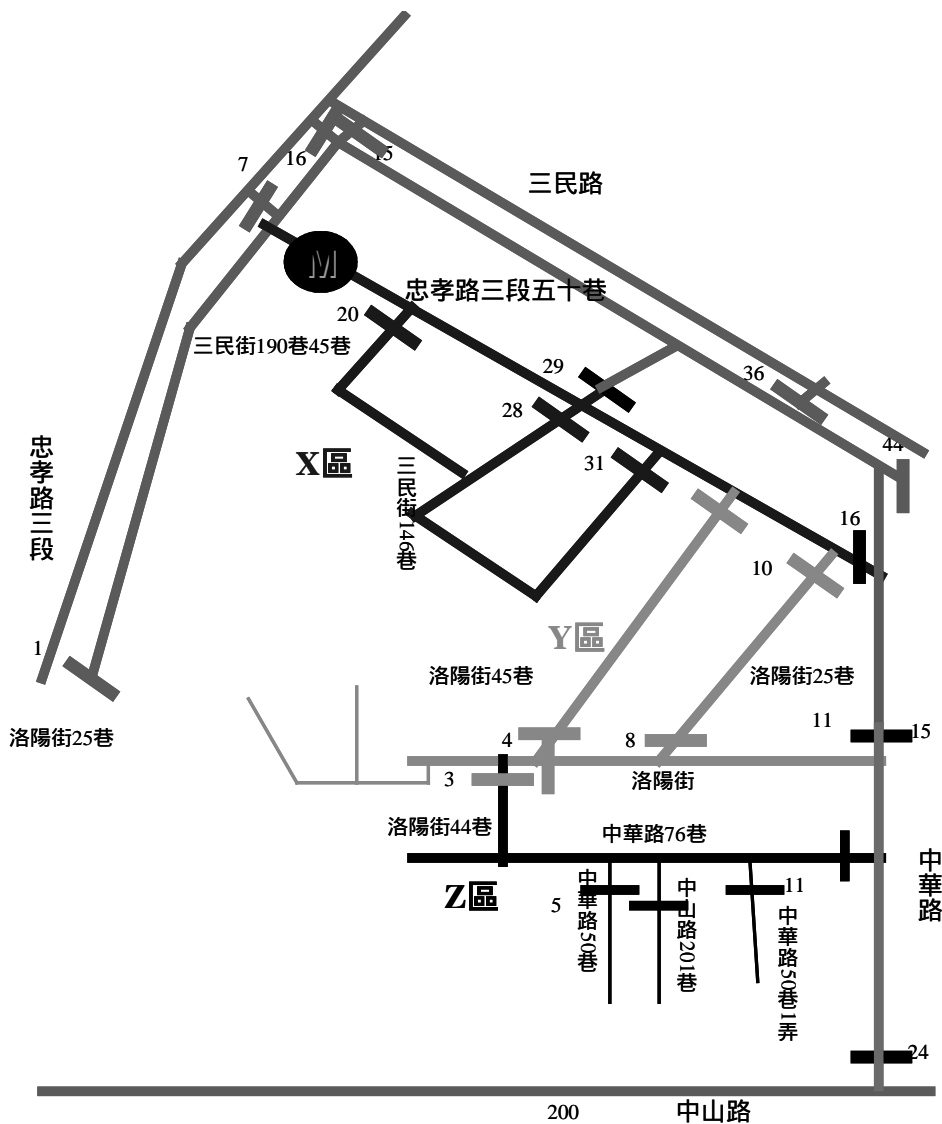 7
16
15
三民路
M
忠孝路三段五十巷
20
三民街190巷45巷
29
36
28
44
忠孝路三段
X區
三民街146巷
31
16
10
Y區
1
洛陽街45巷
洛陽街25巷
洛陽街25巷
4
8
11
15
3
洛陽街
洛陽街44巷
中華路76巷
中華路
Z區
5
中華路50巷
中山路201巷
11
中華路50巷1弄
24
200
中山路